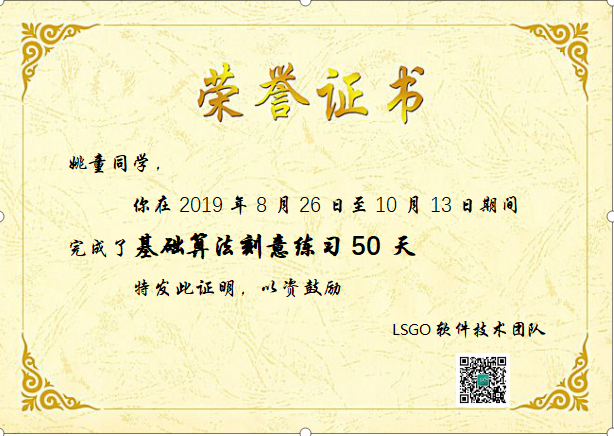 荣誉证书
姚童同学，
你在 2019 年 8 月 26 日至 10 月 13 日期间
完成了基础算法刻意练习 50 天
特发此证明，以资鼓励
LSGO 软件技术团队